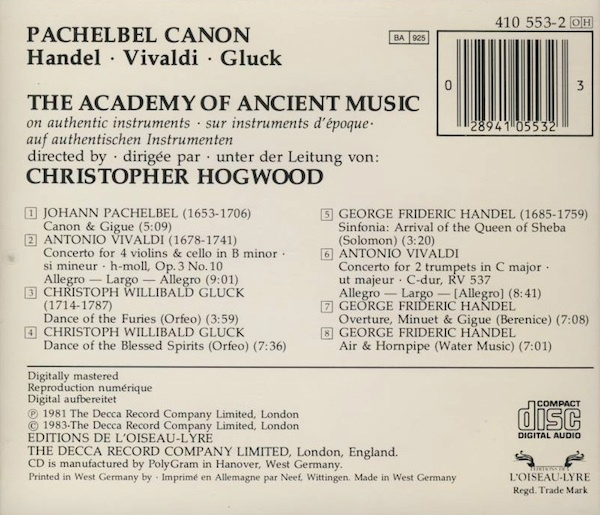 PACHELBEL CANON
Handel · Vivaldi · Gluck
BA 925
410 553-2 OH
0 28941 05532 3
THE ACADEMY OF ANCIENT MUSIC
on authentic instruments · sur instruments d'époque ·
auf authentischen Instrumenten
directed by · dirigée par · unter der Leitung von:
CHRISTOPHER HOGWOOD
1 JOHANN PACHELBEL (1653-1706)
Canon & Gigue (5:09)
2 ANTONIO VIVALDI (1678-1741)
Concerto for 4 violins & cello in B minor ·
si mineur · h-moll, Op. 3 No. 10
Allegro — Largo — Allegro (9:01)
3 CHRISTOPH WILLIBALD GLUCK
(1714-1787)
Dance of the Furies (Orfeo) (3:59)
4 CHRISTOPH WILLIBALD GLUCK
Dance of the Blessed Spirits (Orfeo) (7:36)
5 GEORGE FRIDERIC HANDEL (1685-1759)
Sinfonia: Arrival of the Queen of Sheba
(Solomon) (3:20)
6 ANTONIO VIVALDI
Concerto for 2 trumpets in C major ·
ut majeur · C-dur, RV 537
Allegro — Largo — [Allegro] (8:41)
7 GEORGE FRIDERIC HANDEL
Overture, Minuet & Gigue (Berenice) (7:08)
8 GEORGE FRIDERIC HANDEL
Air & Hornpipe (Water Music) (7:01)
Digitally mastered
Reproduction numérique
Digital aufbereitet
℗ 1981 The Decca Record Company Limited, London
© 1983 The Decca Record Company Limited, London
EDITIONS DE L'OISEAU-LYRE
THE DECCA RECORD COMPANY LIMITED, London, England.
CD is manufactured by PolyGram in Hanover, West Germany.
Printed in West Germany by · Imprimé en Allemagne par Neef, Wittingen. Made in West Germany
COMPACT
disc
DIGITAL AUDIO
EDITIONS DE
L'OISEAU-LYRE
Regd. Trade Mark